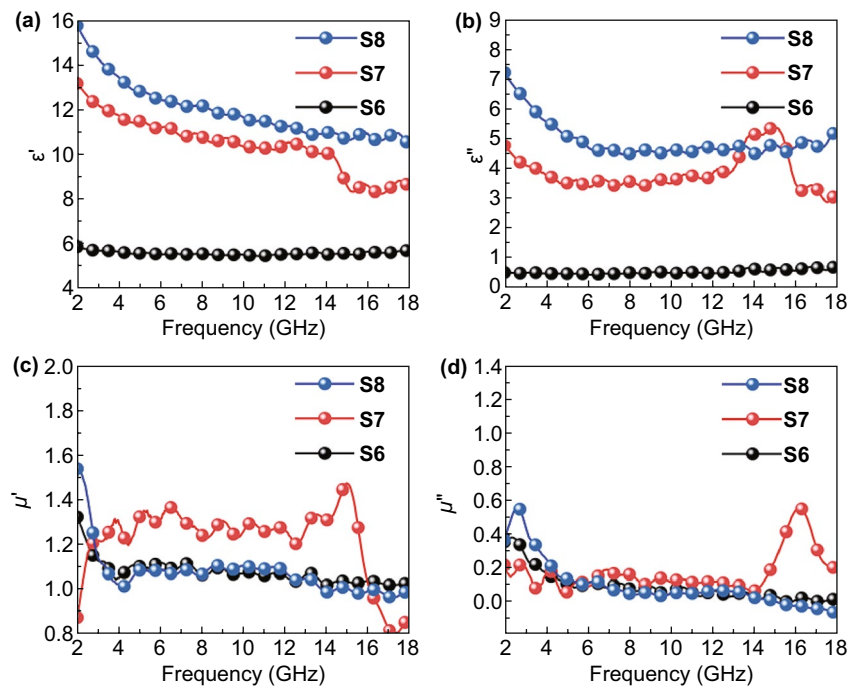 (a)
16
14
12
10
8
6
4
ε'
S8
S7
S6
2 4 6 8 10 12 14 16 18
Frequency (GHz)
(b)
9
8
7
6
5
4
3
2
1
0
ε"
S8
S7
S6
2 4 6 8 10 12 14 16 18
Frequency (GHz)
(c)
2.0
1.8
1.6
1.4
1.2
1.0
0.8
μ'
S8
S7
S6
2 4 6 8 10 12 14 16 18
Frequency (GHz)
(d)
1.4
1.2
1.0
0.8
0.6
0.4
0.2
0.0
μ"
S8
S7
S6
2 4 6 8 10 12 14 16 18
Frequency (GHz)